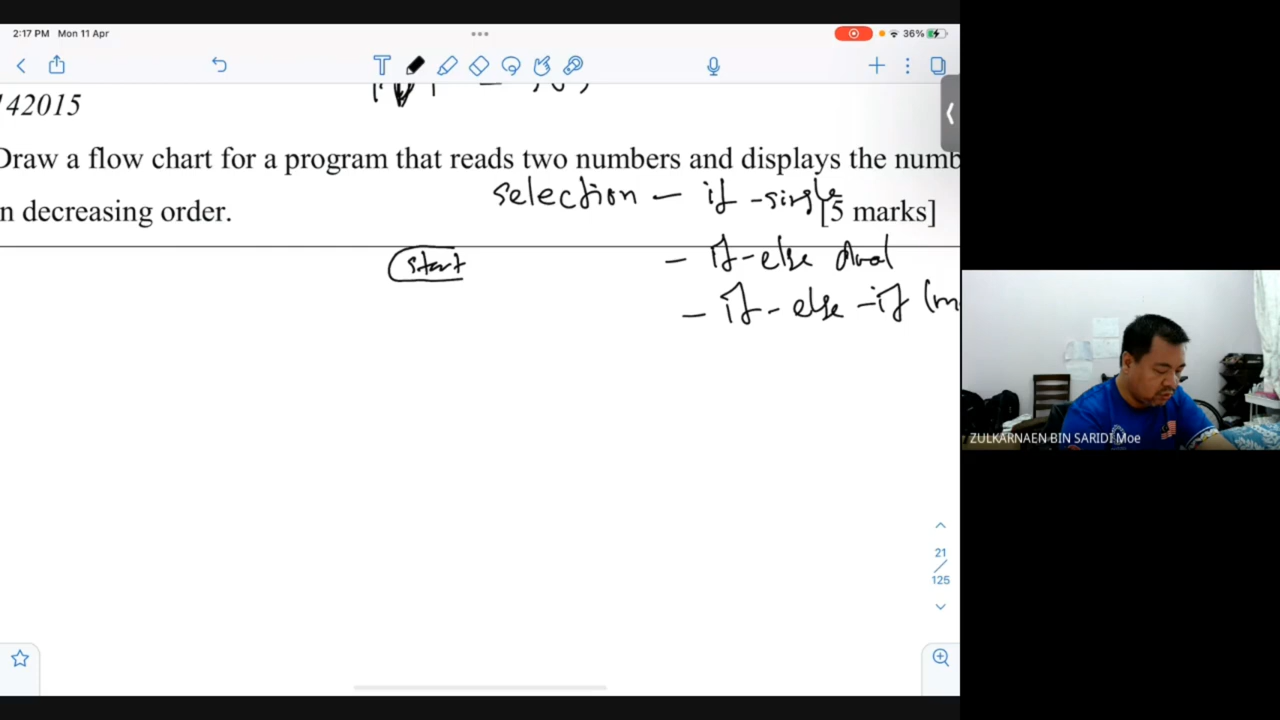 2:17 PM Mon 11 Apr
36%
142015
Draw a flow chart for a program that reads two numbers and displays the numb
n decreasing order.
[5 marks]
selection - if - single
- if - else dual
- if - else - if (m
start
T
21
/
125
ZULKARNAEN BIN SARIDI Moe